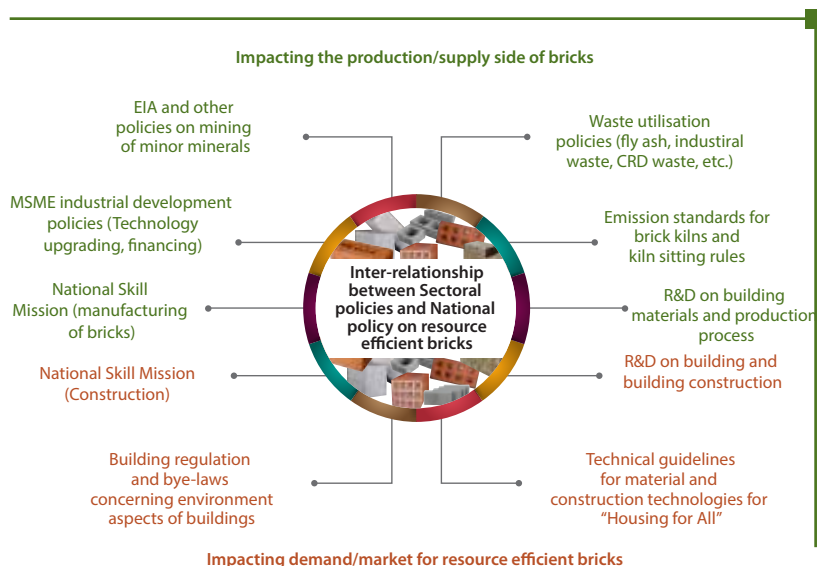 Impacting the production/supply side of bricks
EIA and other
policies on mining
of minor minerals
Waste utilisation
policies (fly ash, industiral
waste, CRD waste, etc.)
MSME industrial development
policies (Technology
upgrading, financing)
Emission standards for
brick kilns and
kiln sitting rules
Inter-relationship
between Sectoral
policies and National
policy on resource
efficient bricks
National Skill
Mission (manufacturing
of bricks)
R&D on building
materials and production
process
National Skill Mission
(Construction)
R&D on building and
building construction
Building regulation
and bye-laws
concerning environment
aspects of buildings
Technical guidelines
for material and
construction technologies for
“Housing for All”
Impacting demand/market for resource efficient bricks